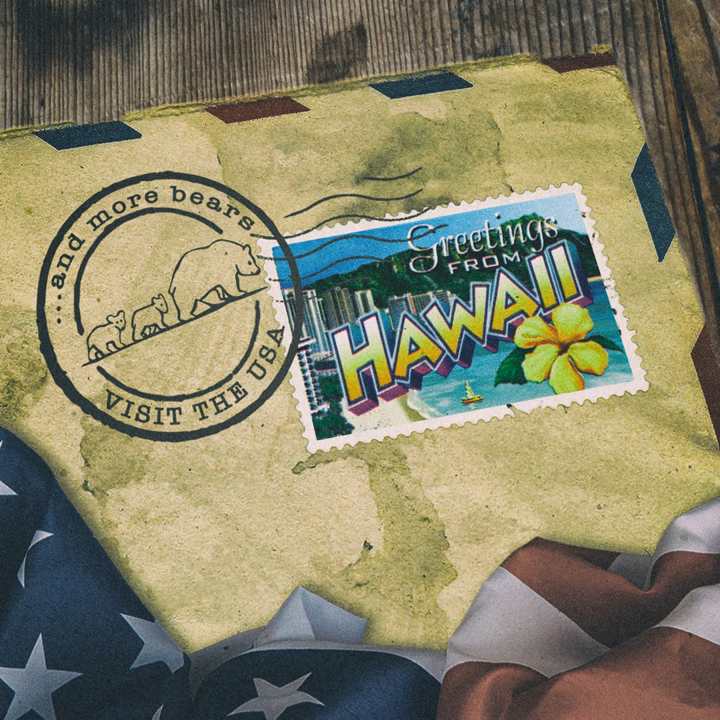 ...and more bears
VISIT THE USA
Greetings
FROM
HAWAII